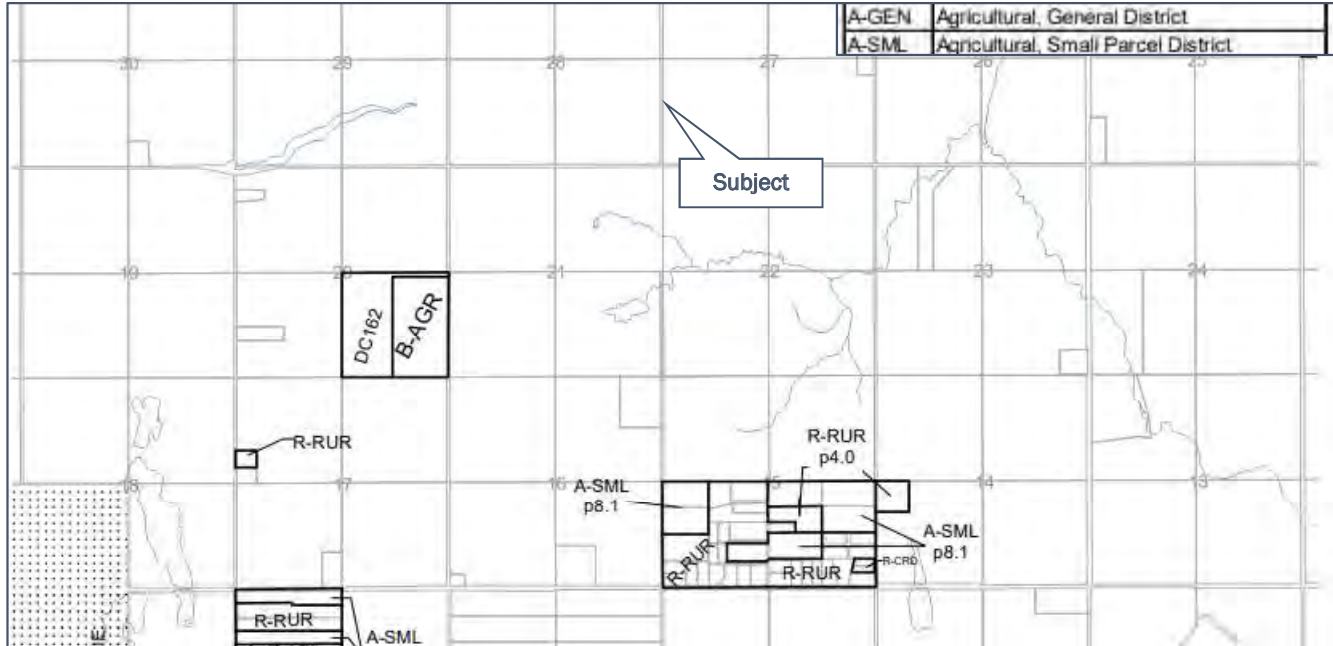 A-GEN Agricultural, General District
A-SML Agricultural, Small Parcel District
30 29 28 27 26 25
Subject
19 20 21 22 23 24
DC162
B-AGR
R-RUR
R-RUR
p4.0
18 17 16 15 14 13
A-SML
p8.1
A-SML
p8.1
R-RUR
R-RUR
R-CRD
R-RUR
A-SML